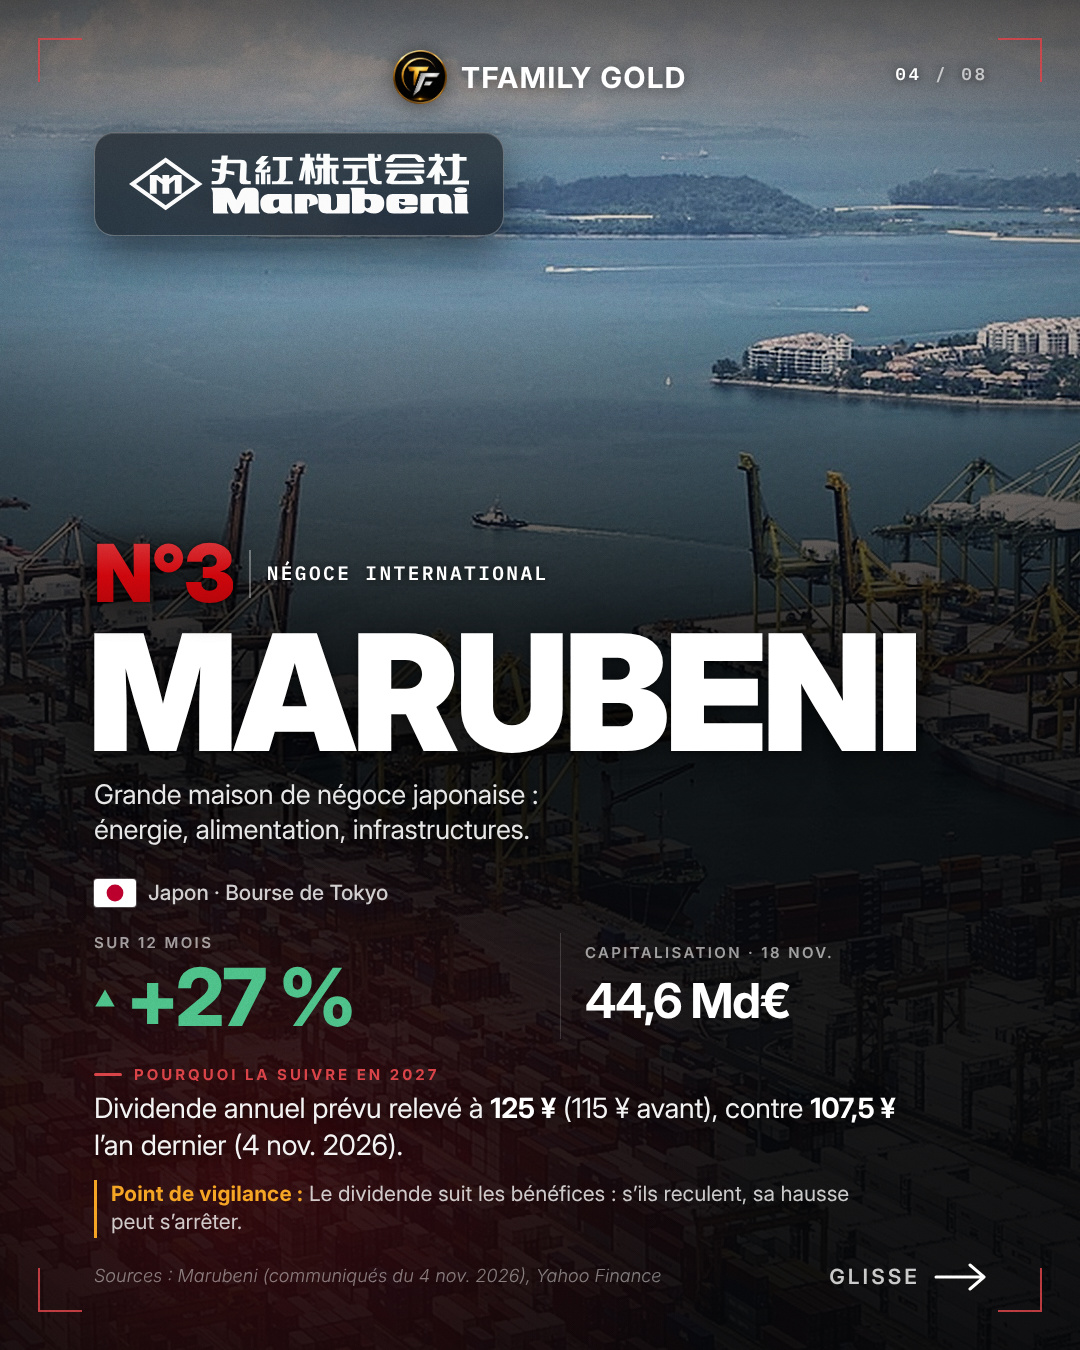 TFAMILY GOLD
04 / 08
丸紅株式会社
Marubeni
N°3
NÉGOCE INTERNATIONAL
MARUBENI
Grande maison de négoce japonaise :
énergie, alimentation, infrastructures.
Japon · Bourse de Tokyo
SUR 12 MOIS
▲ +27 %
CAPITALISATION · 18 NOV.
44,6 Md€
POURQUOI LA SUIVRE EN 2027
Dividende annuel prévu relevé à 125 ¥ (115 ¥ avant), contre 107,5 ¥
l’an dernier (4 nov. 2026).
Point de vigilance : Le dividende suit les bénéfices : s’ils reculent, sa hausse
peut s’arrêter.
Sources : Marubeni (communiqués du 4 nov. 2026), Yahoo Finance
GLISSE →